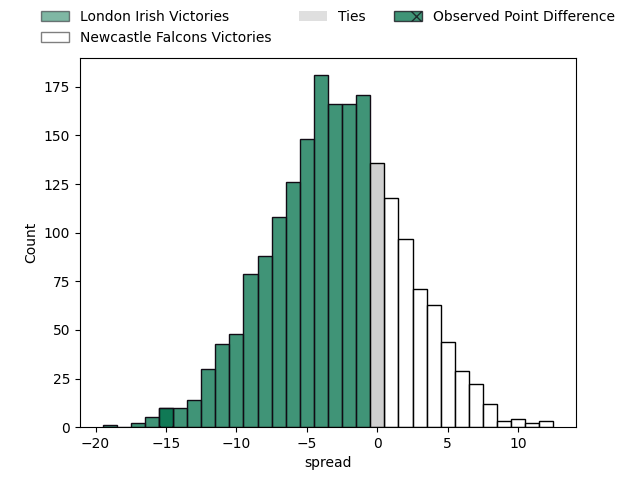 London Irish Victories
Ties
Observed Point Difference
Newcastle Falcons Victories
175
150
125
100
75
50
25
0
Count
−20
−15
−10
−5
0
5
10
spread